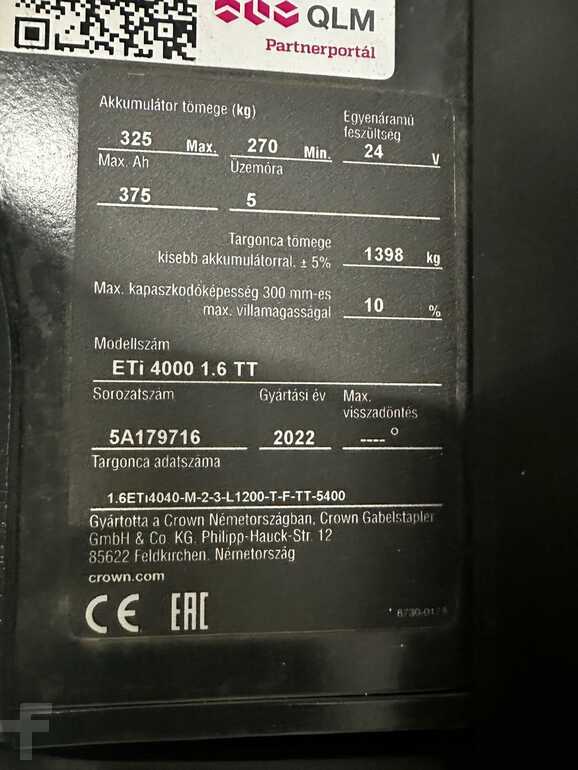 QLM
Partnerportál
Akkumulátor tömege (kg)
Egyenáramú
feszültség
325 Max. 270 Min. 24 V
Max. Ah Üzemóra
375 5
Targonca tömege
kisebb akkumulátorral. ± 5% 1398 kg
Max. kapaszkodóképesség 300 mm-es
max. villamagasságal 10 %
Modellszám
ETi 4000 1.6 TT
Sorozatszám Gyártási év Max.
visszadöntés
5A179716 2022 ----°
Targonca adatszáma
1.6ETi4040-M-2-3-L1200-T-F-TT-5400
Gyártotta a Crown Németországban, Crown Gabelstapler
GmbH & Co. KG. Philipp-Hauck-Str. 12
85622 Feldkirchen. Németország
crown.com
CE EAC